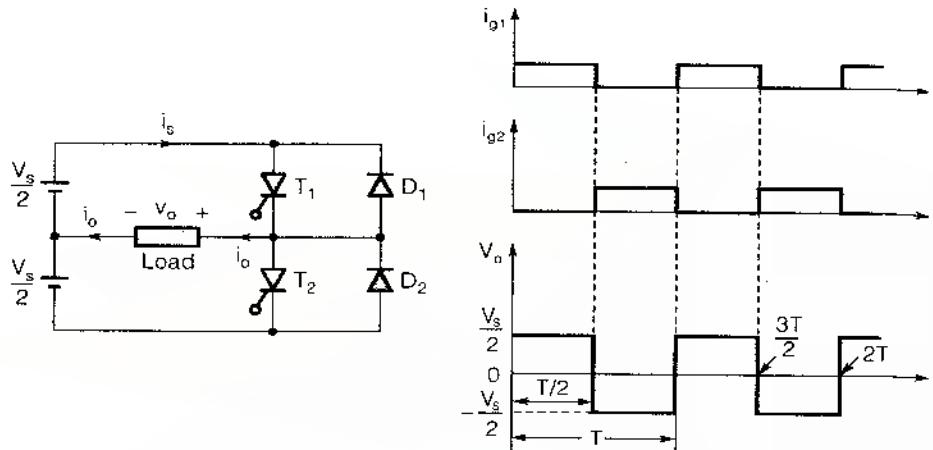 i_s
V_s/2
T_1
D_1
i_o
- v_o +
i_o
Load
V_s/2
T_2
D_2
i_g1
i_g2
V_o
V_s/2
3T/2
2T
0
T/2
-V_s/2
T